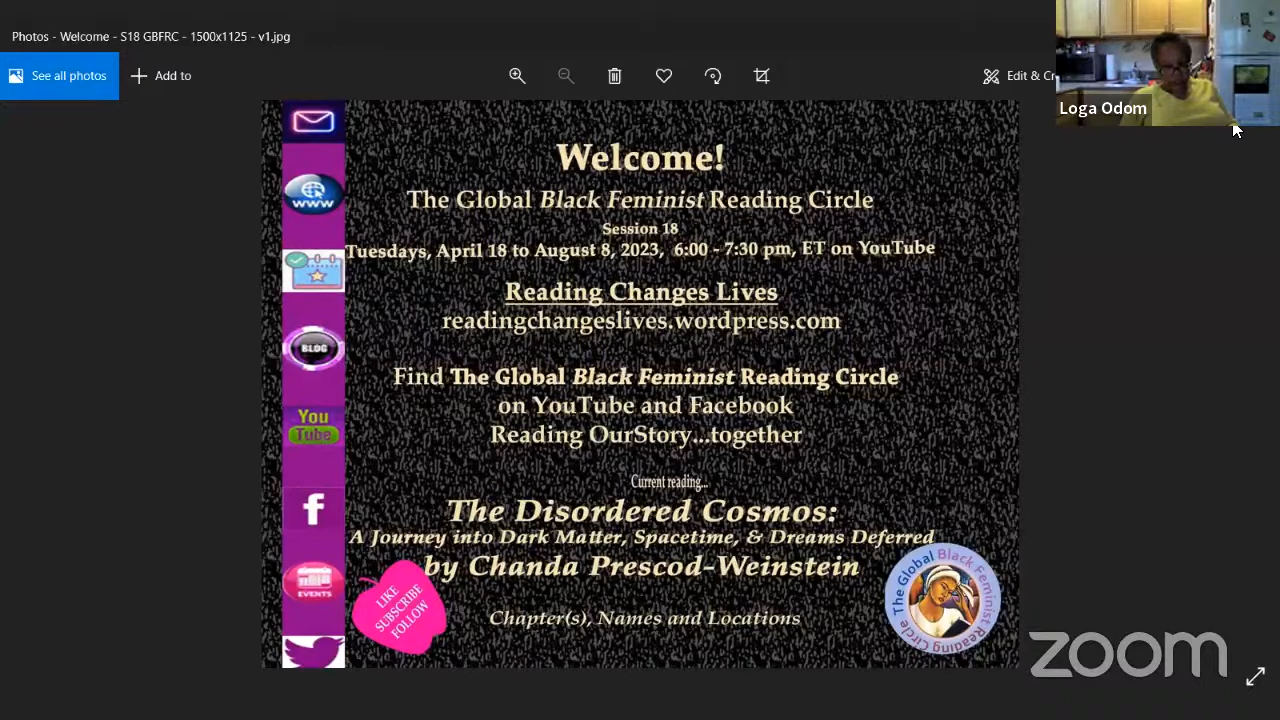 Photos - Welcome - S18 GBFRC - 1500x1125 - v1.jpg
See all photos
Add to
Edit & Cr
Loga Odom
Welcome!
The Global Black Feminist Reading Circle
Session 18
Tuesdays, April 18 to August 8, 2023, 6:00 - 7:30 pm, ET on YouTube
Reading Changes Lives
readingchangeslives.wordpress.com
Find The Global Black Feminist Reading Circle
on YouTube and Facebook
Reading OurStory...together
Current reading...
The Disordered Cosmos:
A Journey into Dark Matter, Spacetime, & Dreams Deferred
by Chanda Prescod-Weinstein
Chapter(s), Names and Locations
www
BLOG
You
Tube
f
EVENTS
LIKE
SUBSCRIBE
FOLLOW
The Global Black Feminist Reading Circle
zoom